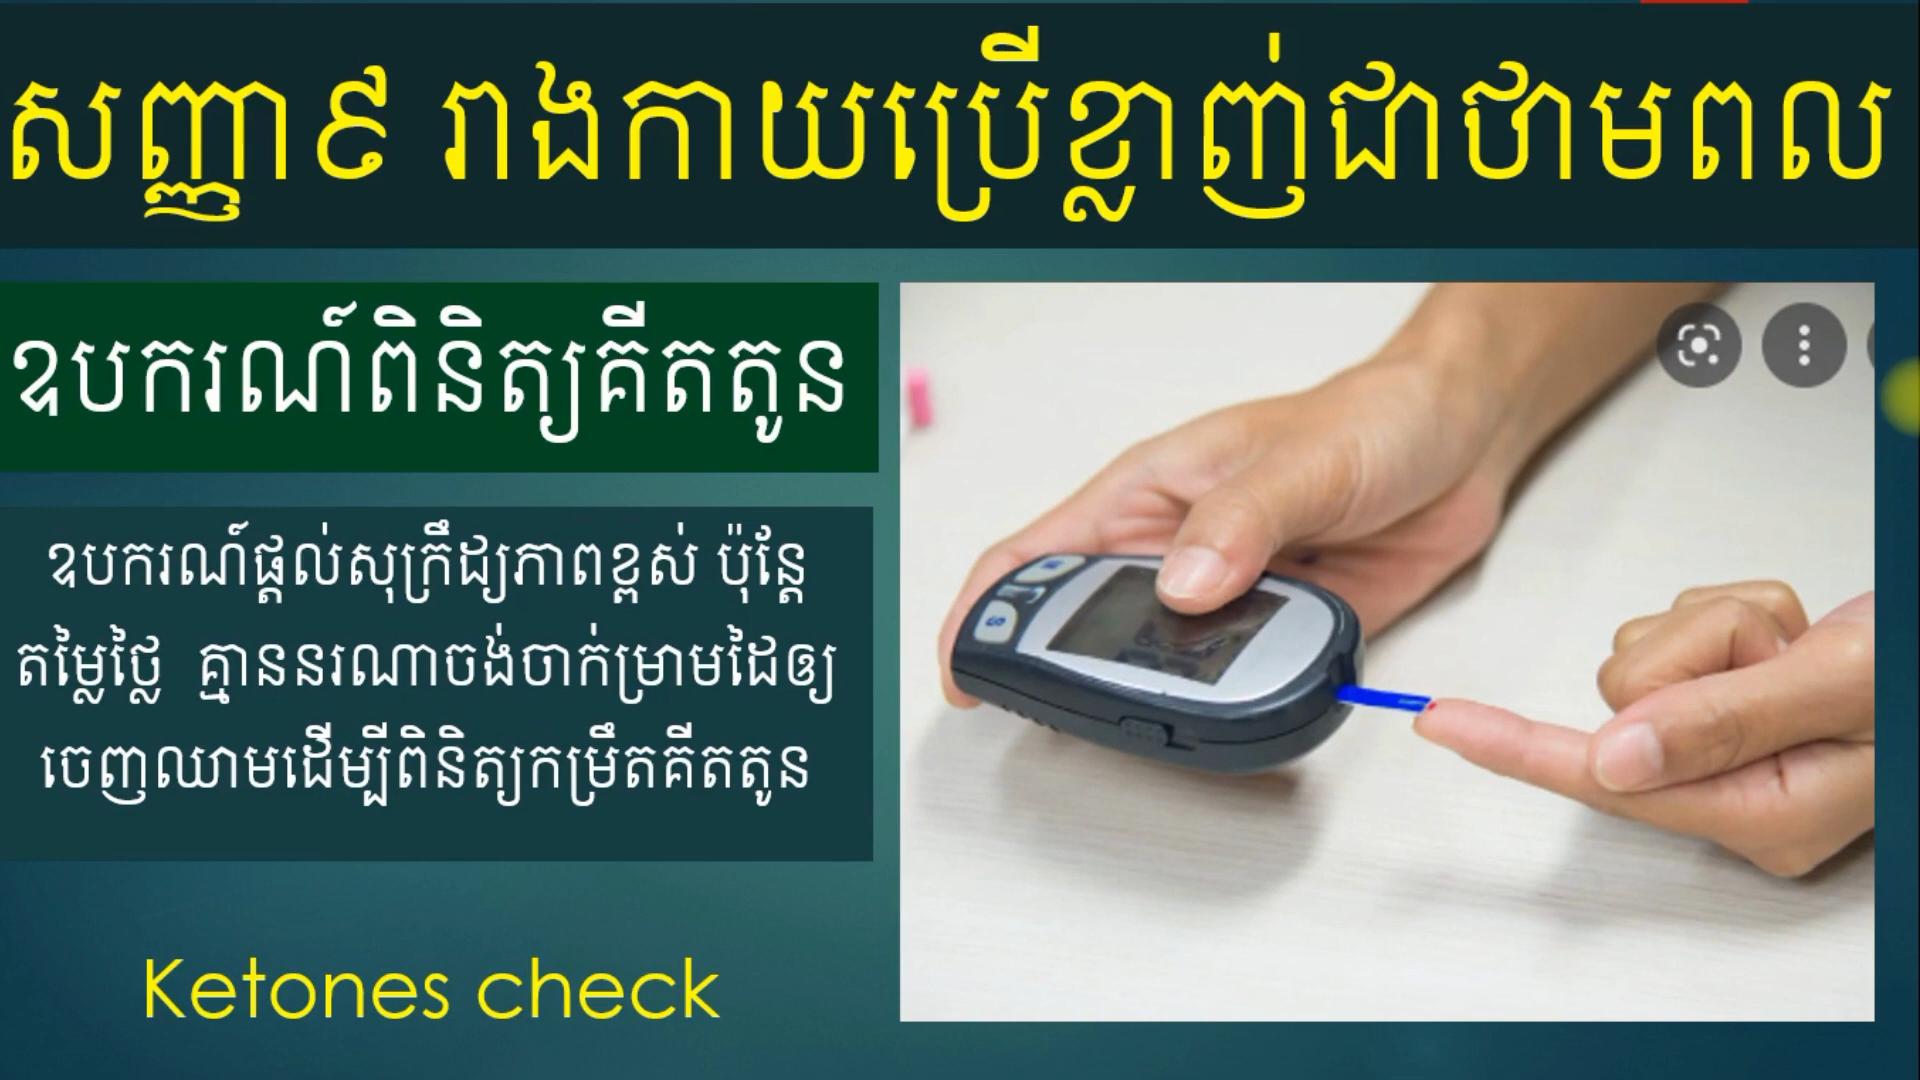 សញ្ញា៩ រាងកាយប្រើខ្លាញ់ជាថាមពល
ឧបករណ៍ពិនិត្យគីតតូន
ឧបករណ៍ផ្តល់សុក្រឹដ្យភាពខ្ពស់ ប៉ុន្តែ
តម្លៃថ្លៃ គ្មាននរណាចង់ចាក់ម្រាមដៃឲ្យ
ចេញឈាមដើម្បីពិនិត្យកម្រឹតគីតតូន
Ketones check